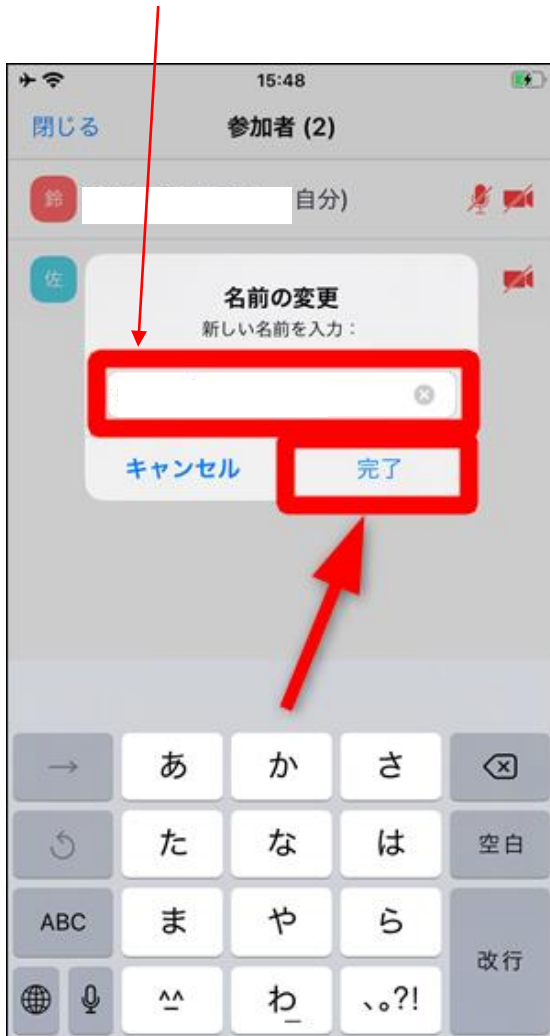 15:48
閉じる 参加者 (2)
鈴 自分)
佐
名前の変更
新しい名前を入力：
キャンセル 完了
→ あ か さ
た な は 空白
ABC ま や ら
改行
^^ わ_ 、。?!